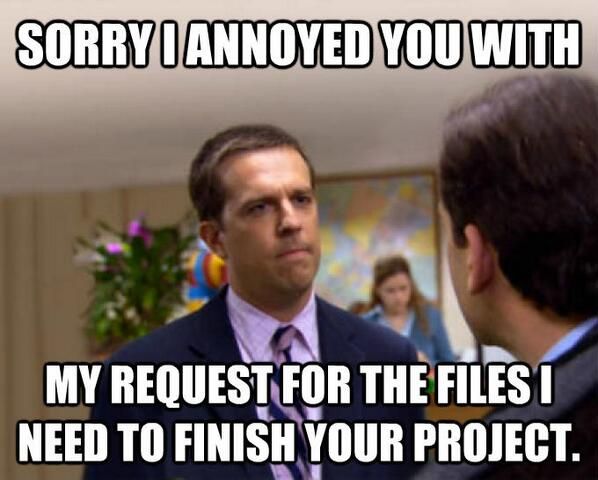 SORRY I ANNOYED YOU WITH
MY REQUEST FOR THE FILES I
NEED TO FINISH YOUR PROJECT.